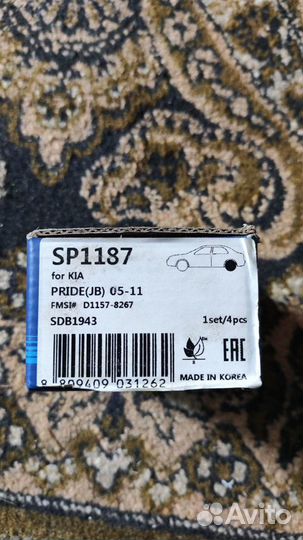 SP1187
for KIA
PRIDE(JB) 05-11
FMSI# D1157-8267
SDB1943
1set/4pcs
EAC
8 809409 031262
MADE IN KOREA
Avito